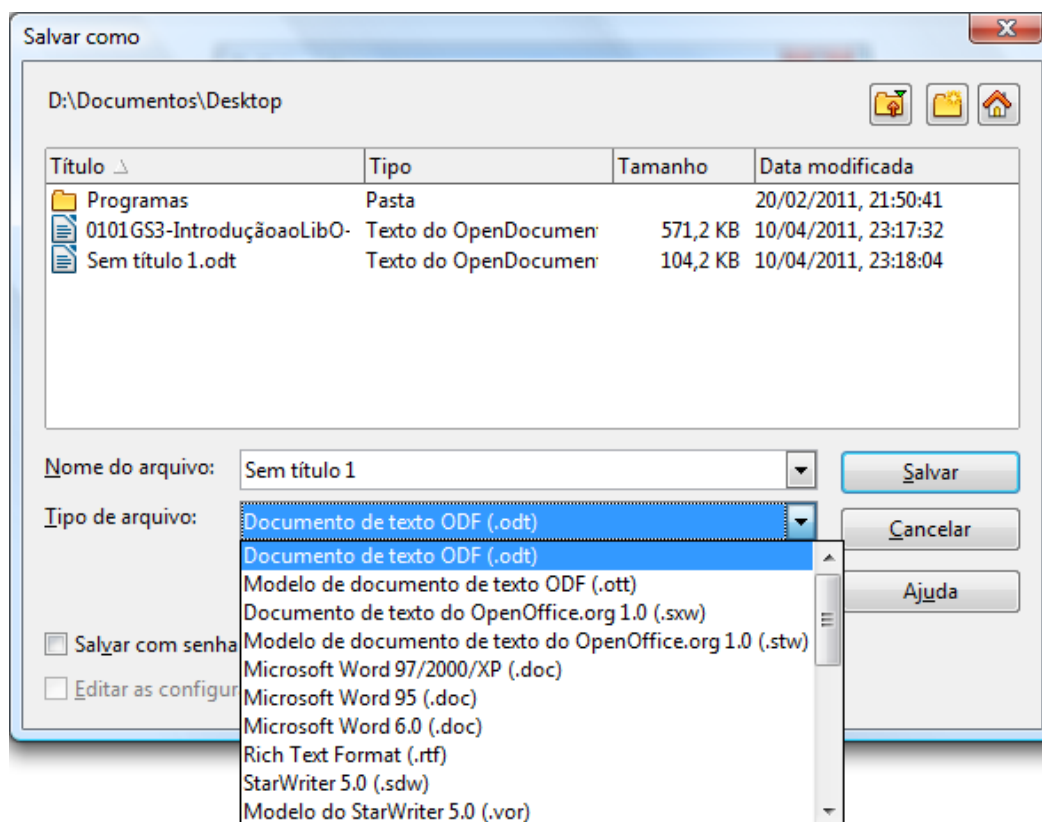 Salvar como
D:\Documentos\Desktop
Título Tipo Tamanho Data modificada
Programas Pasta 20/02/2011, 21:50:41
0101GS3-IntroduçãoaoLibO- Texto do OpenDocumen 571,2 KB 10/04/2011, 23:17:32
Sem título 1.odt Texto do OpenDocumen 104,2 KB 10/04/2011, 23:18:04
Nome do arquivo: Sem título 1 Salvar
Tipo de arquivo: Documento de texto ODF (.odt) Cancelar
Documento de texto ODF (.odt)
Modelo de documento de texto ODF (.ott) Ajuda
Documento de texto do OpenOffice.org 1.0 (.sxw)
Salvar com senha Modelo de documento de texto do OpenOffice.org 1.0 (.stw)
Microsoft Word 97/2000/XP (.doc)
Editar as configur Microsoft Word 95 (.doc)
Microsoft Word 6.0 (.doc)
Rich Text Format (.rtf)
StarWriter 5.0 (.sdw)
Modelo do StarWriter 5.0 (.vor)